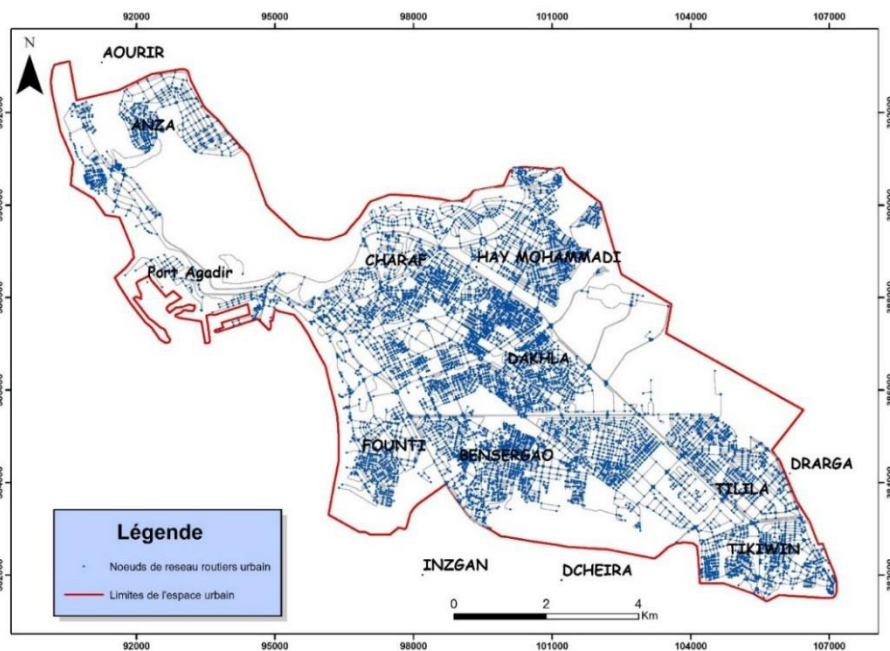 92000 95000 98000 101000 104000 107000
N
AOURIR
ANZA
CHARAF
HAY MOHAMMADI
Port Agadir
DAKHLA
FOUNTI
BENSERGAO
DRARGA
TILILA
TIKIWIN
INZGAN
DCHEIRA
Légende
Noeuds de reseau routiers urbain
Limites de l'espace urbain
0 2 4
Km
92000 95000 98000 101000 104000 107000